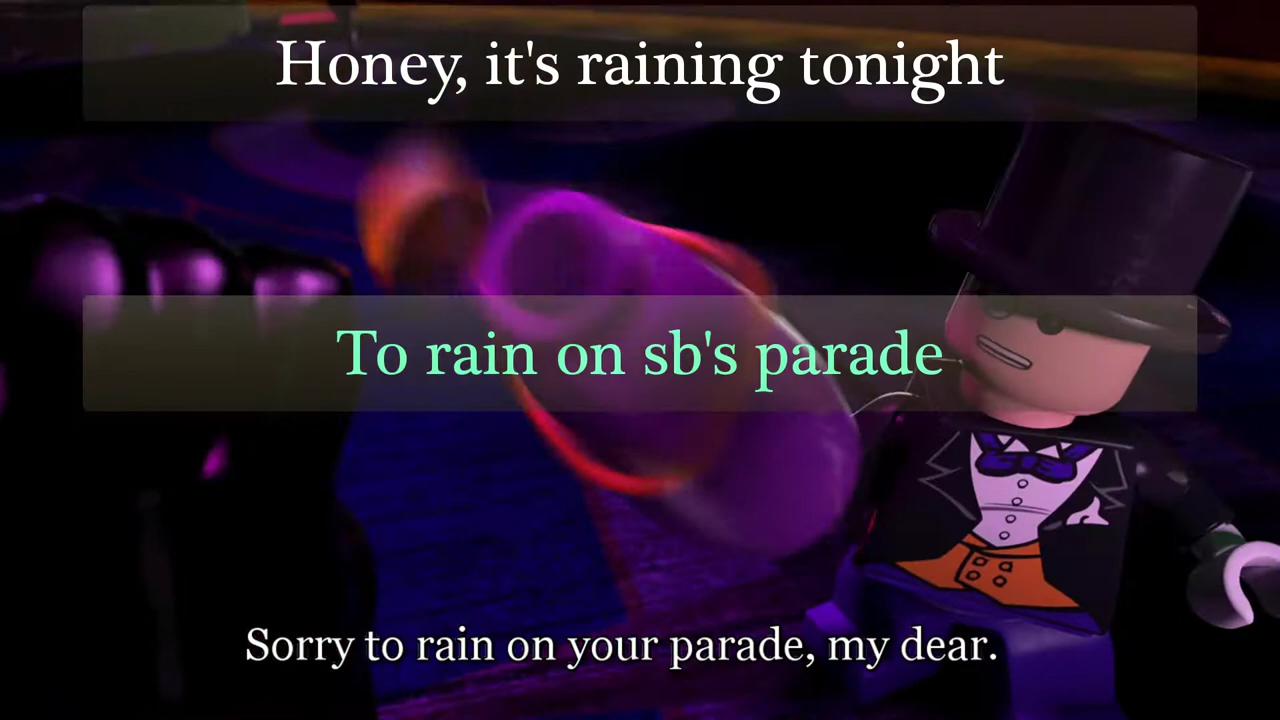 Honey, it's raining tonight
To rain on sb's parade
Sorry to rain on your parade, my dear.